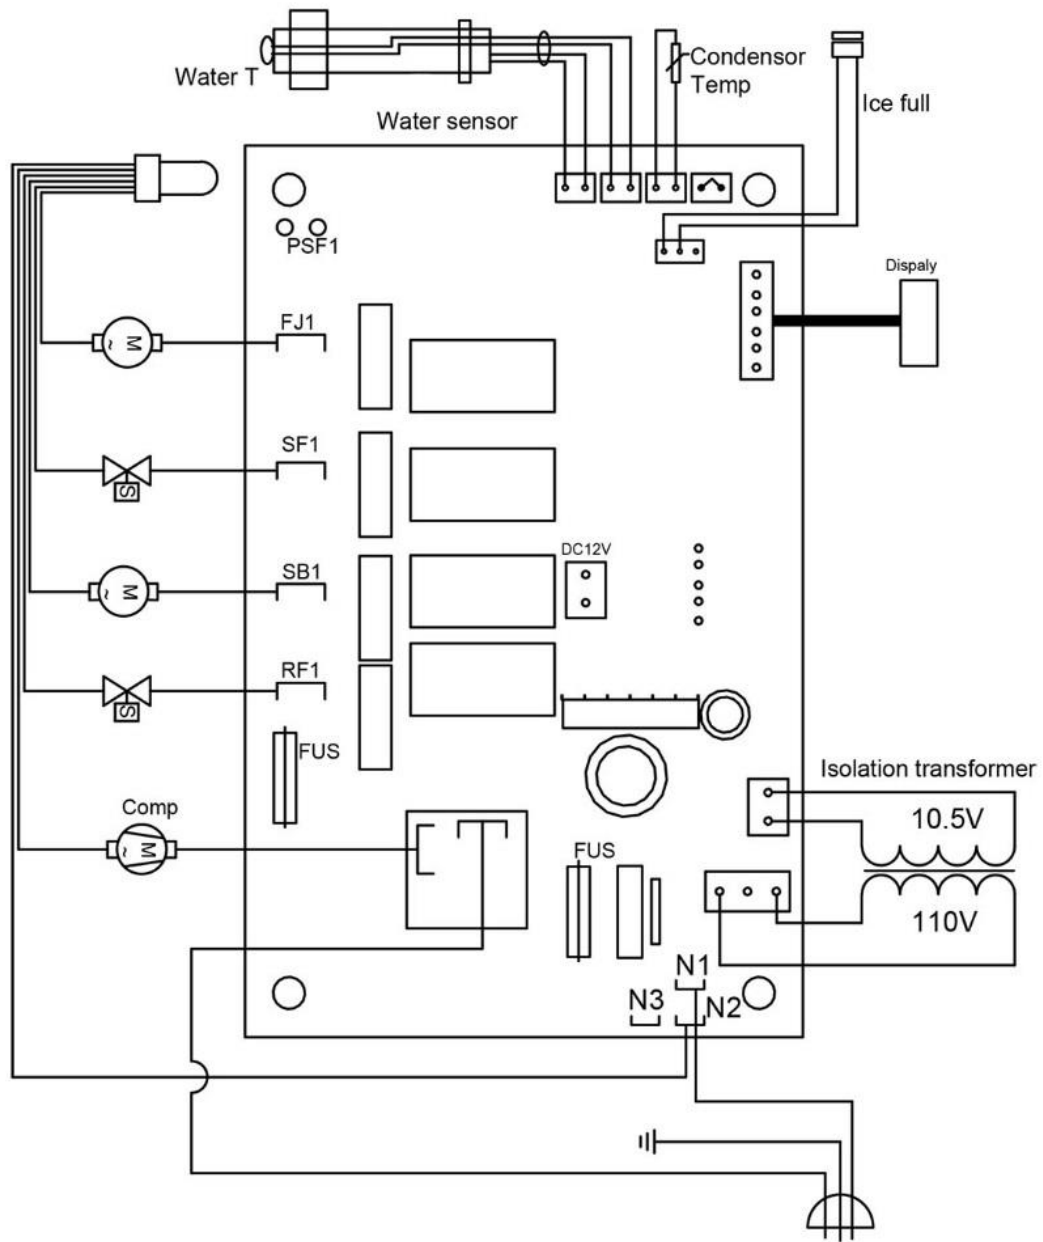 Water T
Condensor
Temp
Ice full
Water sensor
PSF1
Dispaly
FJ1
M
~
SF1
S
DC12V
SB1
M
~
RF1
S
FUS
Isolation transformer
10.5V
Comp
M
~
FUS
110V
N1
N3
N2